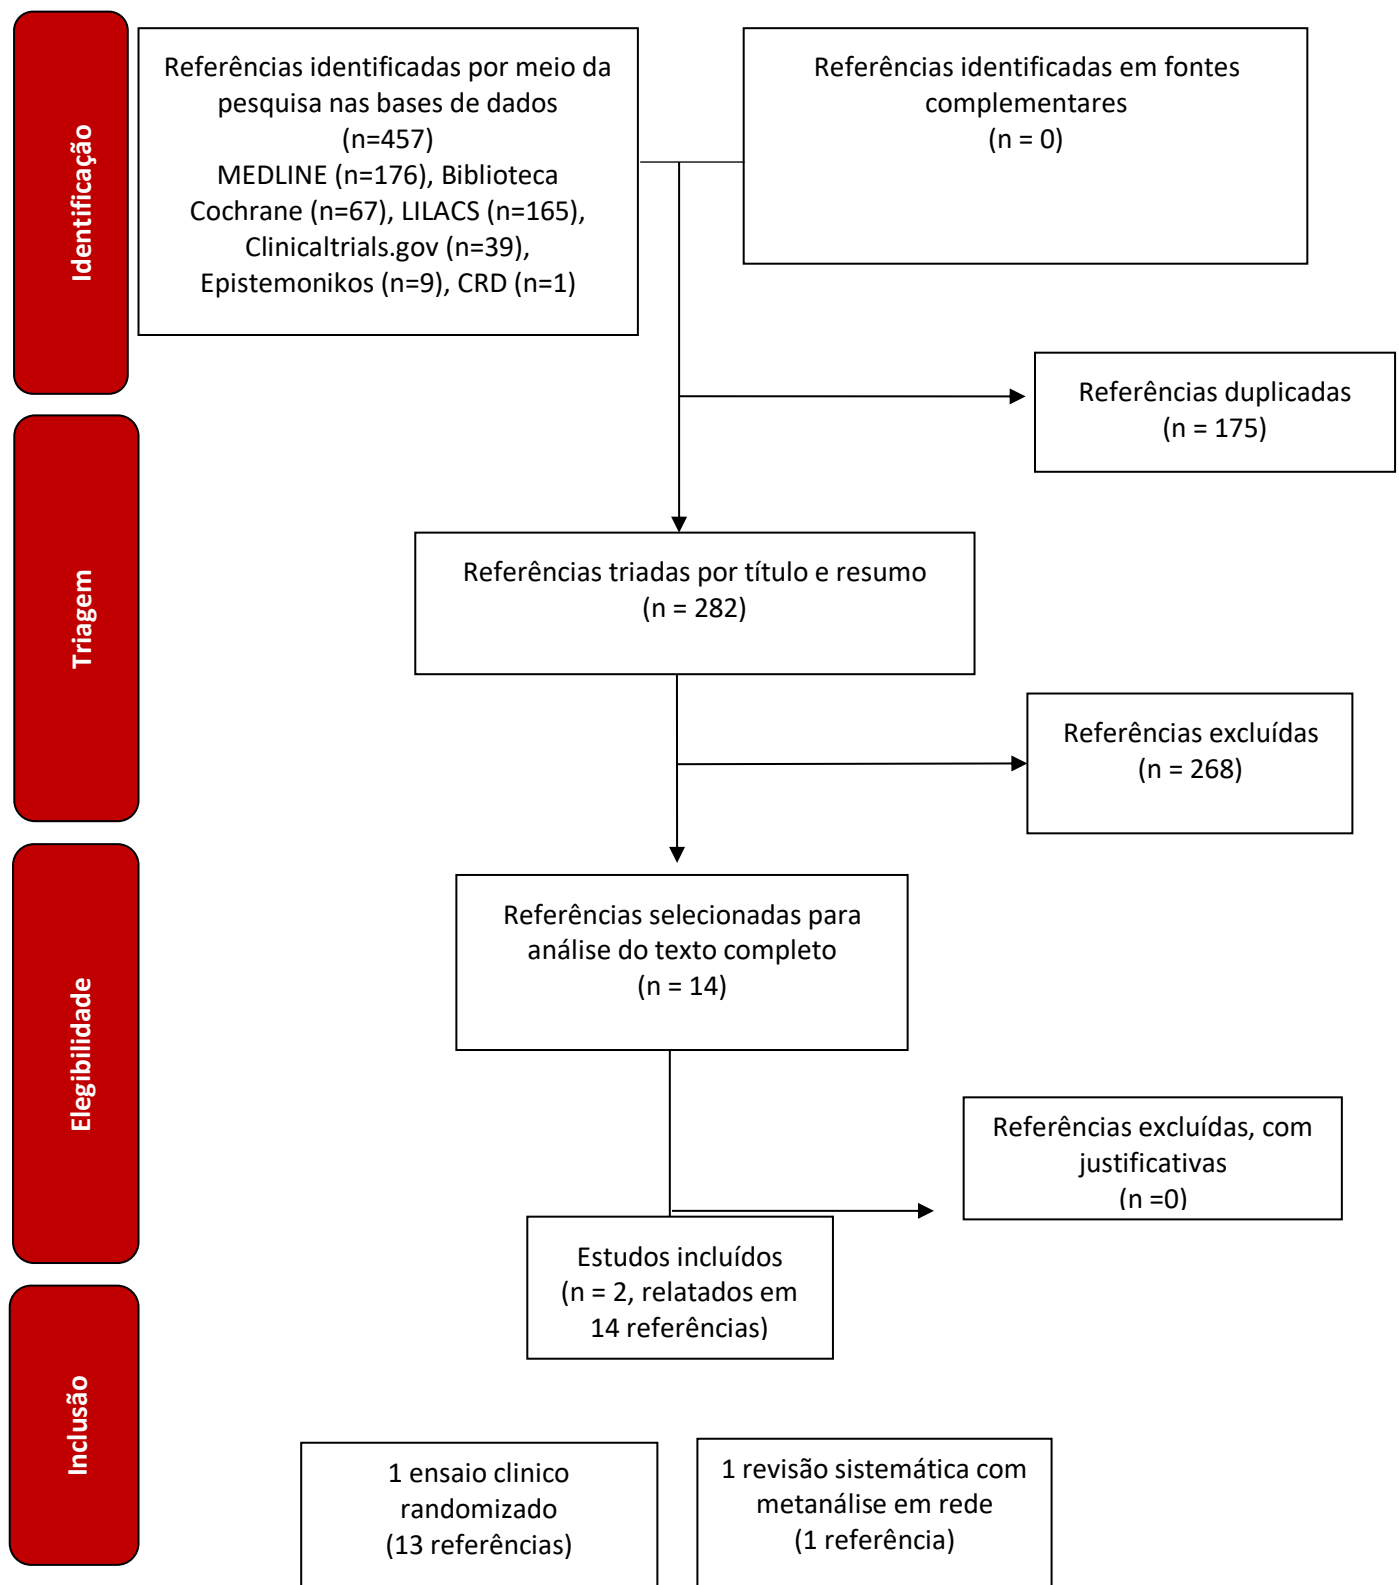 Identificação
Referências identificadas por meio da
pesquisa nas bases de dados
(n=457)
MEDLINE (n=176), Biblioteca
Cochrane (n=67), LILACS (n=165),
Clinicaltrials.gov (n=39),
Epistemonikos (n=9), CRD (n=1)
Referências identificadas em fontes
complementares
(n = 0)
Referências duplicadas
(n = 175)
Triagem
Referências triadas por título e resumo
(n = 282)
Referências excluídas
(n = 268)
Elegibilidade
Referências selecionadas para
análise do texto completo
(n = 14)
Referências excluídas, com
justificativas
(n =0)
Estudos incluídos
(n = 2, relatados em
14 referências)
Inclusão
1 ensaio clinico
randomizado
(13 referências)
1 revisão sistemática com
metanálise em rede
(1 referência)